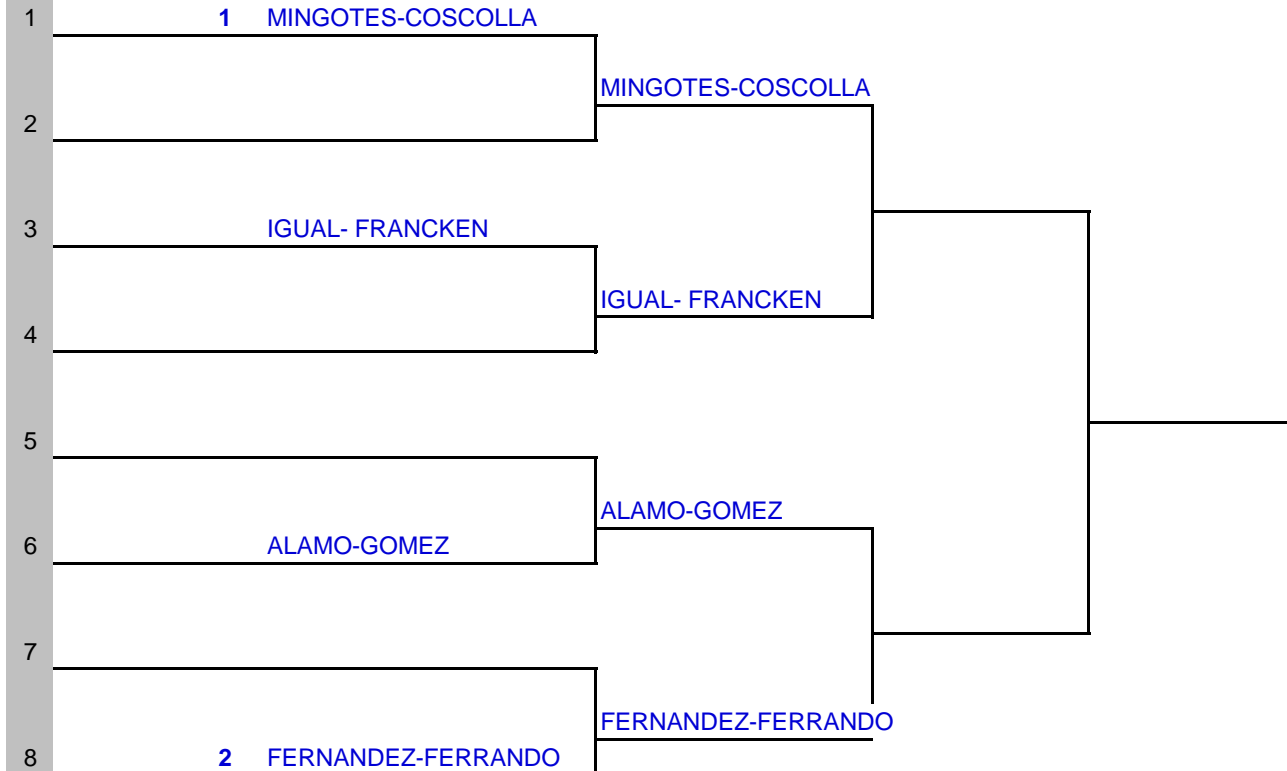 1 1 MINGOTES-COSCOLLA
MINGOTES-COSCOLLA
2
3 IGUAL- FRANCKEN
IGUAL- FRANCKEN
4
5
ALAMO-GOMEZ
6 ALAMO-GOMEZ
7
FERNANDEZ-FERRANDO
8 2 FERNANDEZ-FERRANDO